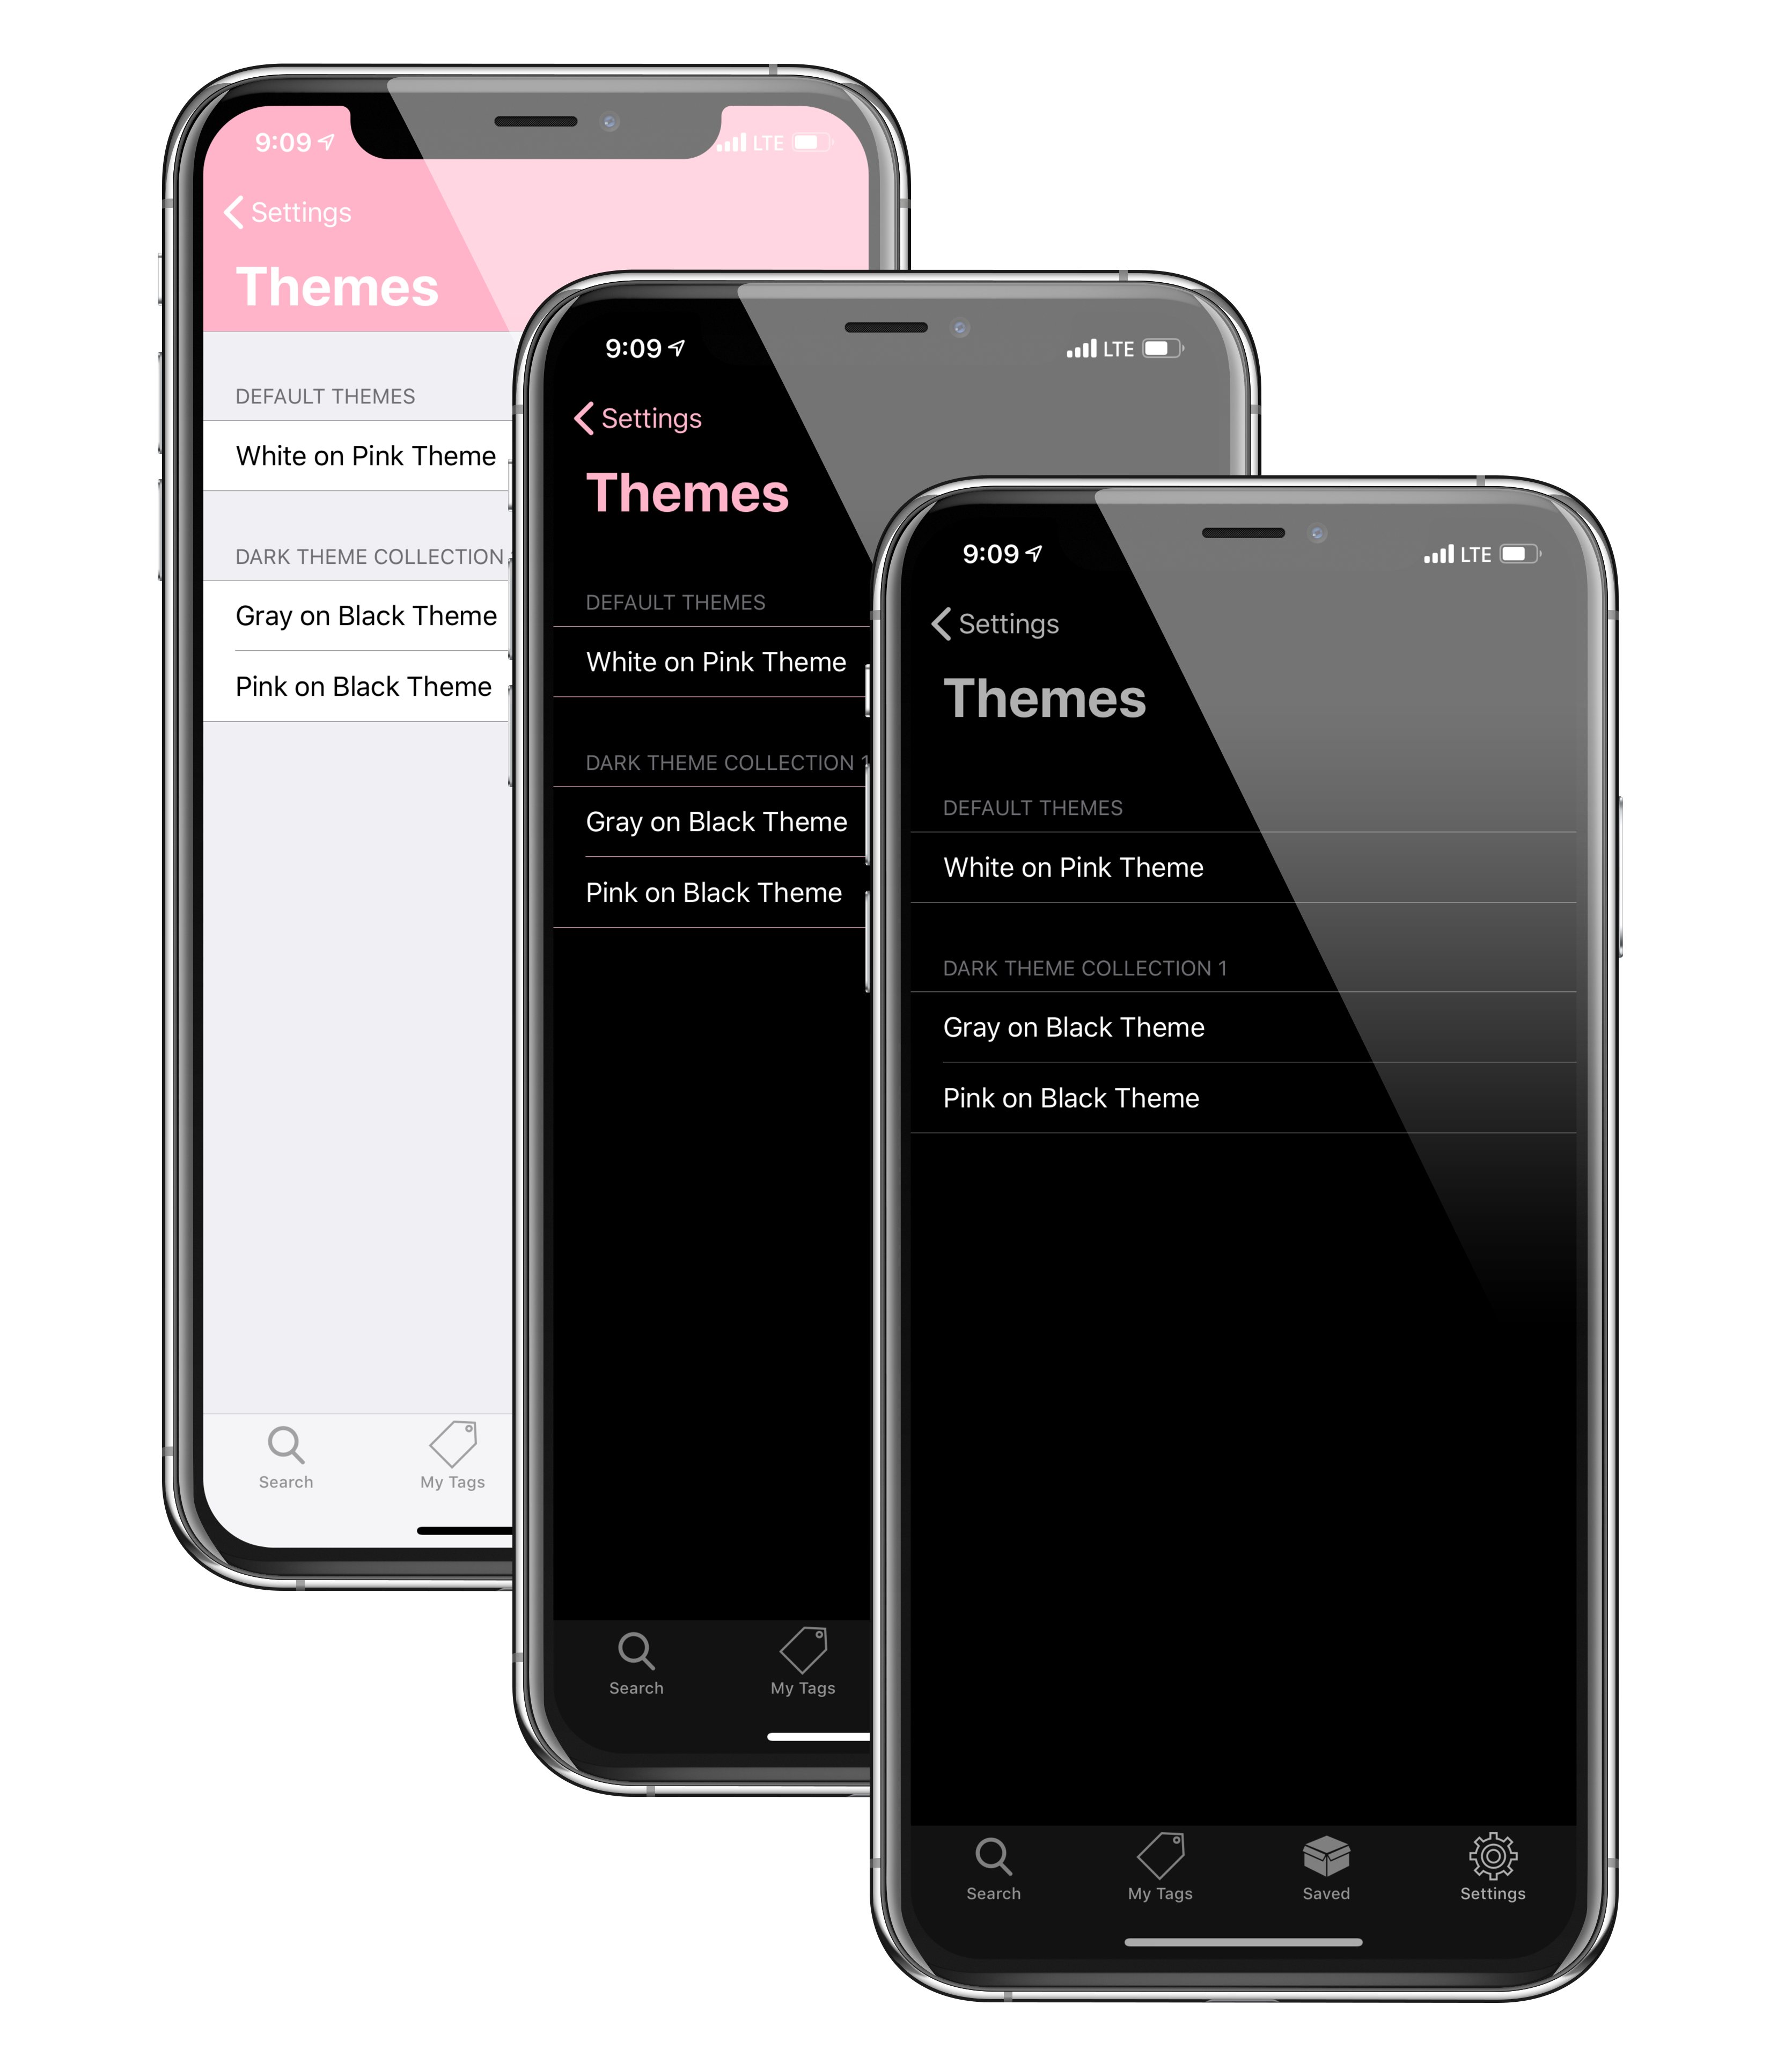 9:09
LTE
Settings
Themes
DEFAULT THEMES
White on Pink Theme
DARK THEME COLLECTION
Gray on Black Theme
Pink on Black Theme
Search
My Tags
9:09
LTE
Settings
Themes
DEFAULT THEMES
White on Pink Theme
DARK THEME COLLECTION 1
Gray on Black Theme
Pink on Black Theme
Search
My Tags
9:09
LTE
Settings
Themes
DEFAULT THEMES
White on Pink Theme
DARK THEME COLLECTION 1
Gray on Black Theme
Pink on Black Theme
Search
My Tags
Saved
Settings